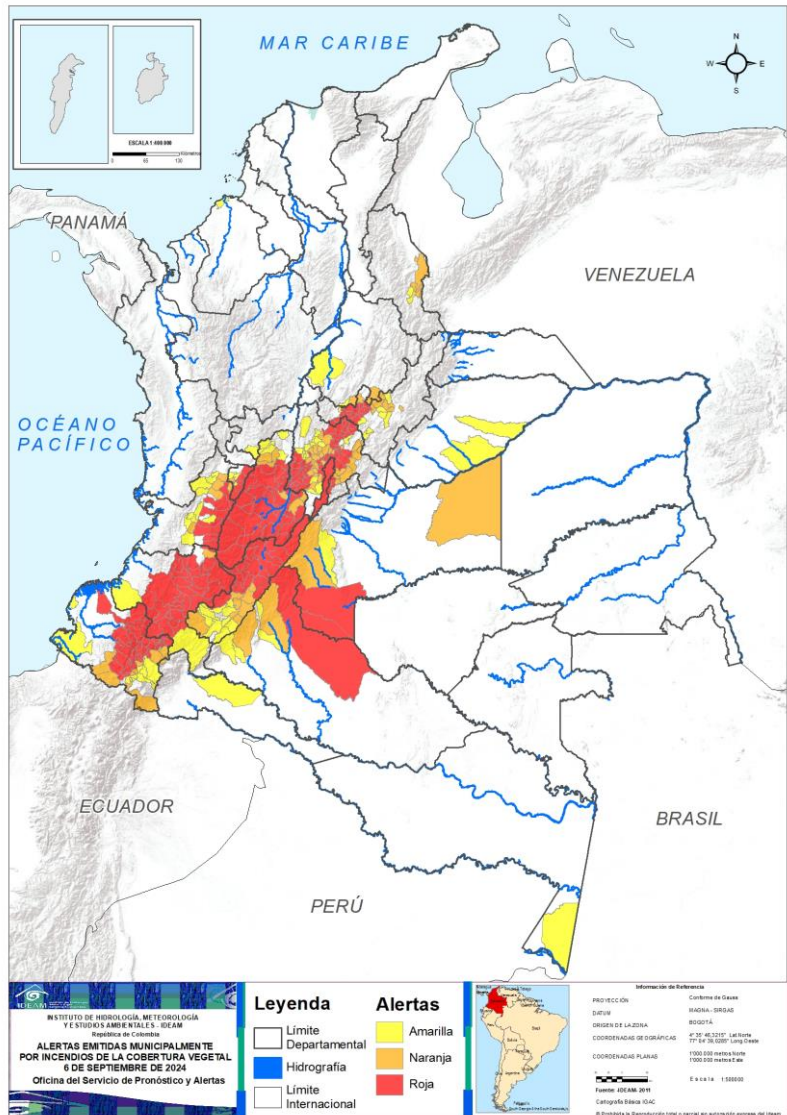 MAR CARIBE
N
W
E
S
ESCALA 1:400.000
0
65
130
PANAMÁ
VENEZUELA
OCÉANO
PACÍFICO
ECUADOR
BRASIL
PERÚ
IDEAM
INSTITUTO DE HIDROLOGÍA, METEOROLOGÍA
Y ESTUDIOS AMBIENTALES - IDEAM
República de Colombia
ALERTAS EMITIDAS MUNICIPALMENTE
POR INCENDIOS DE LA COBERTURA VEGETAL
6 DE SEPTIEMBRE DE 2024
Oficina del Servicio de Pronóstico y Alertas
Leyenda
Límite
Departamental
Hidrografía
Límite
Internacional
Alertas
Amarilla
Naranja
Roja
Información de Referencia
PROYECCIÓN
Conforme de Gauss
DATUM
MAGNA - SIRGAS
ORIGEN DE LA ZONA
BOGOTÁ
COORDENADAS GEOGRÁFICAS
COORDENADAS PLANAS
1'000.000 metros Norte
1'000.000 metros Este
Escala
Fuente: IDEAM 2011
Cartografía Básica IGAC